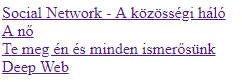 Social Network - A közösségi háló
A nő
Te meg én és minden ismerősünk
Deep Web